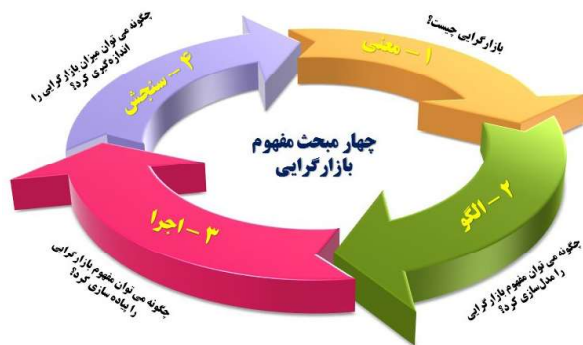 چهار مبحث مفهوم
بازارگرایی
۱ - معنی
بازارگرایی چیست؟
۲ - الگو
چگونه می توان مفهوم بازارگرایی
را مدل‌سازی کرد؟
۳ - اجرا
چگونه می توان مفهوم بازارگرایی
را پیاده سازی کرد؟
۴ - سنجش
چگونه می توان میزان بازارگرایی را
اندازه‌گیری کرد؟